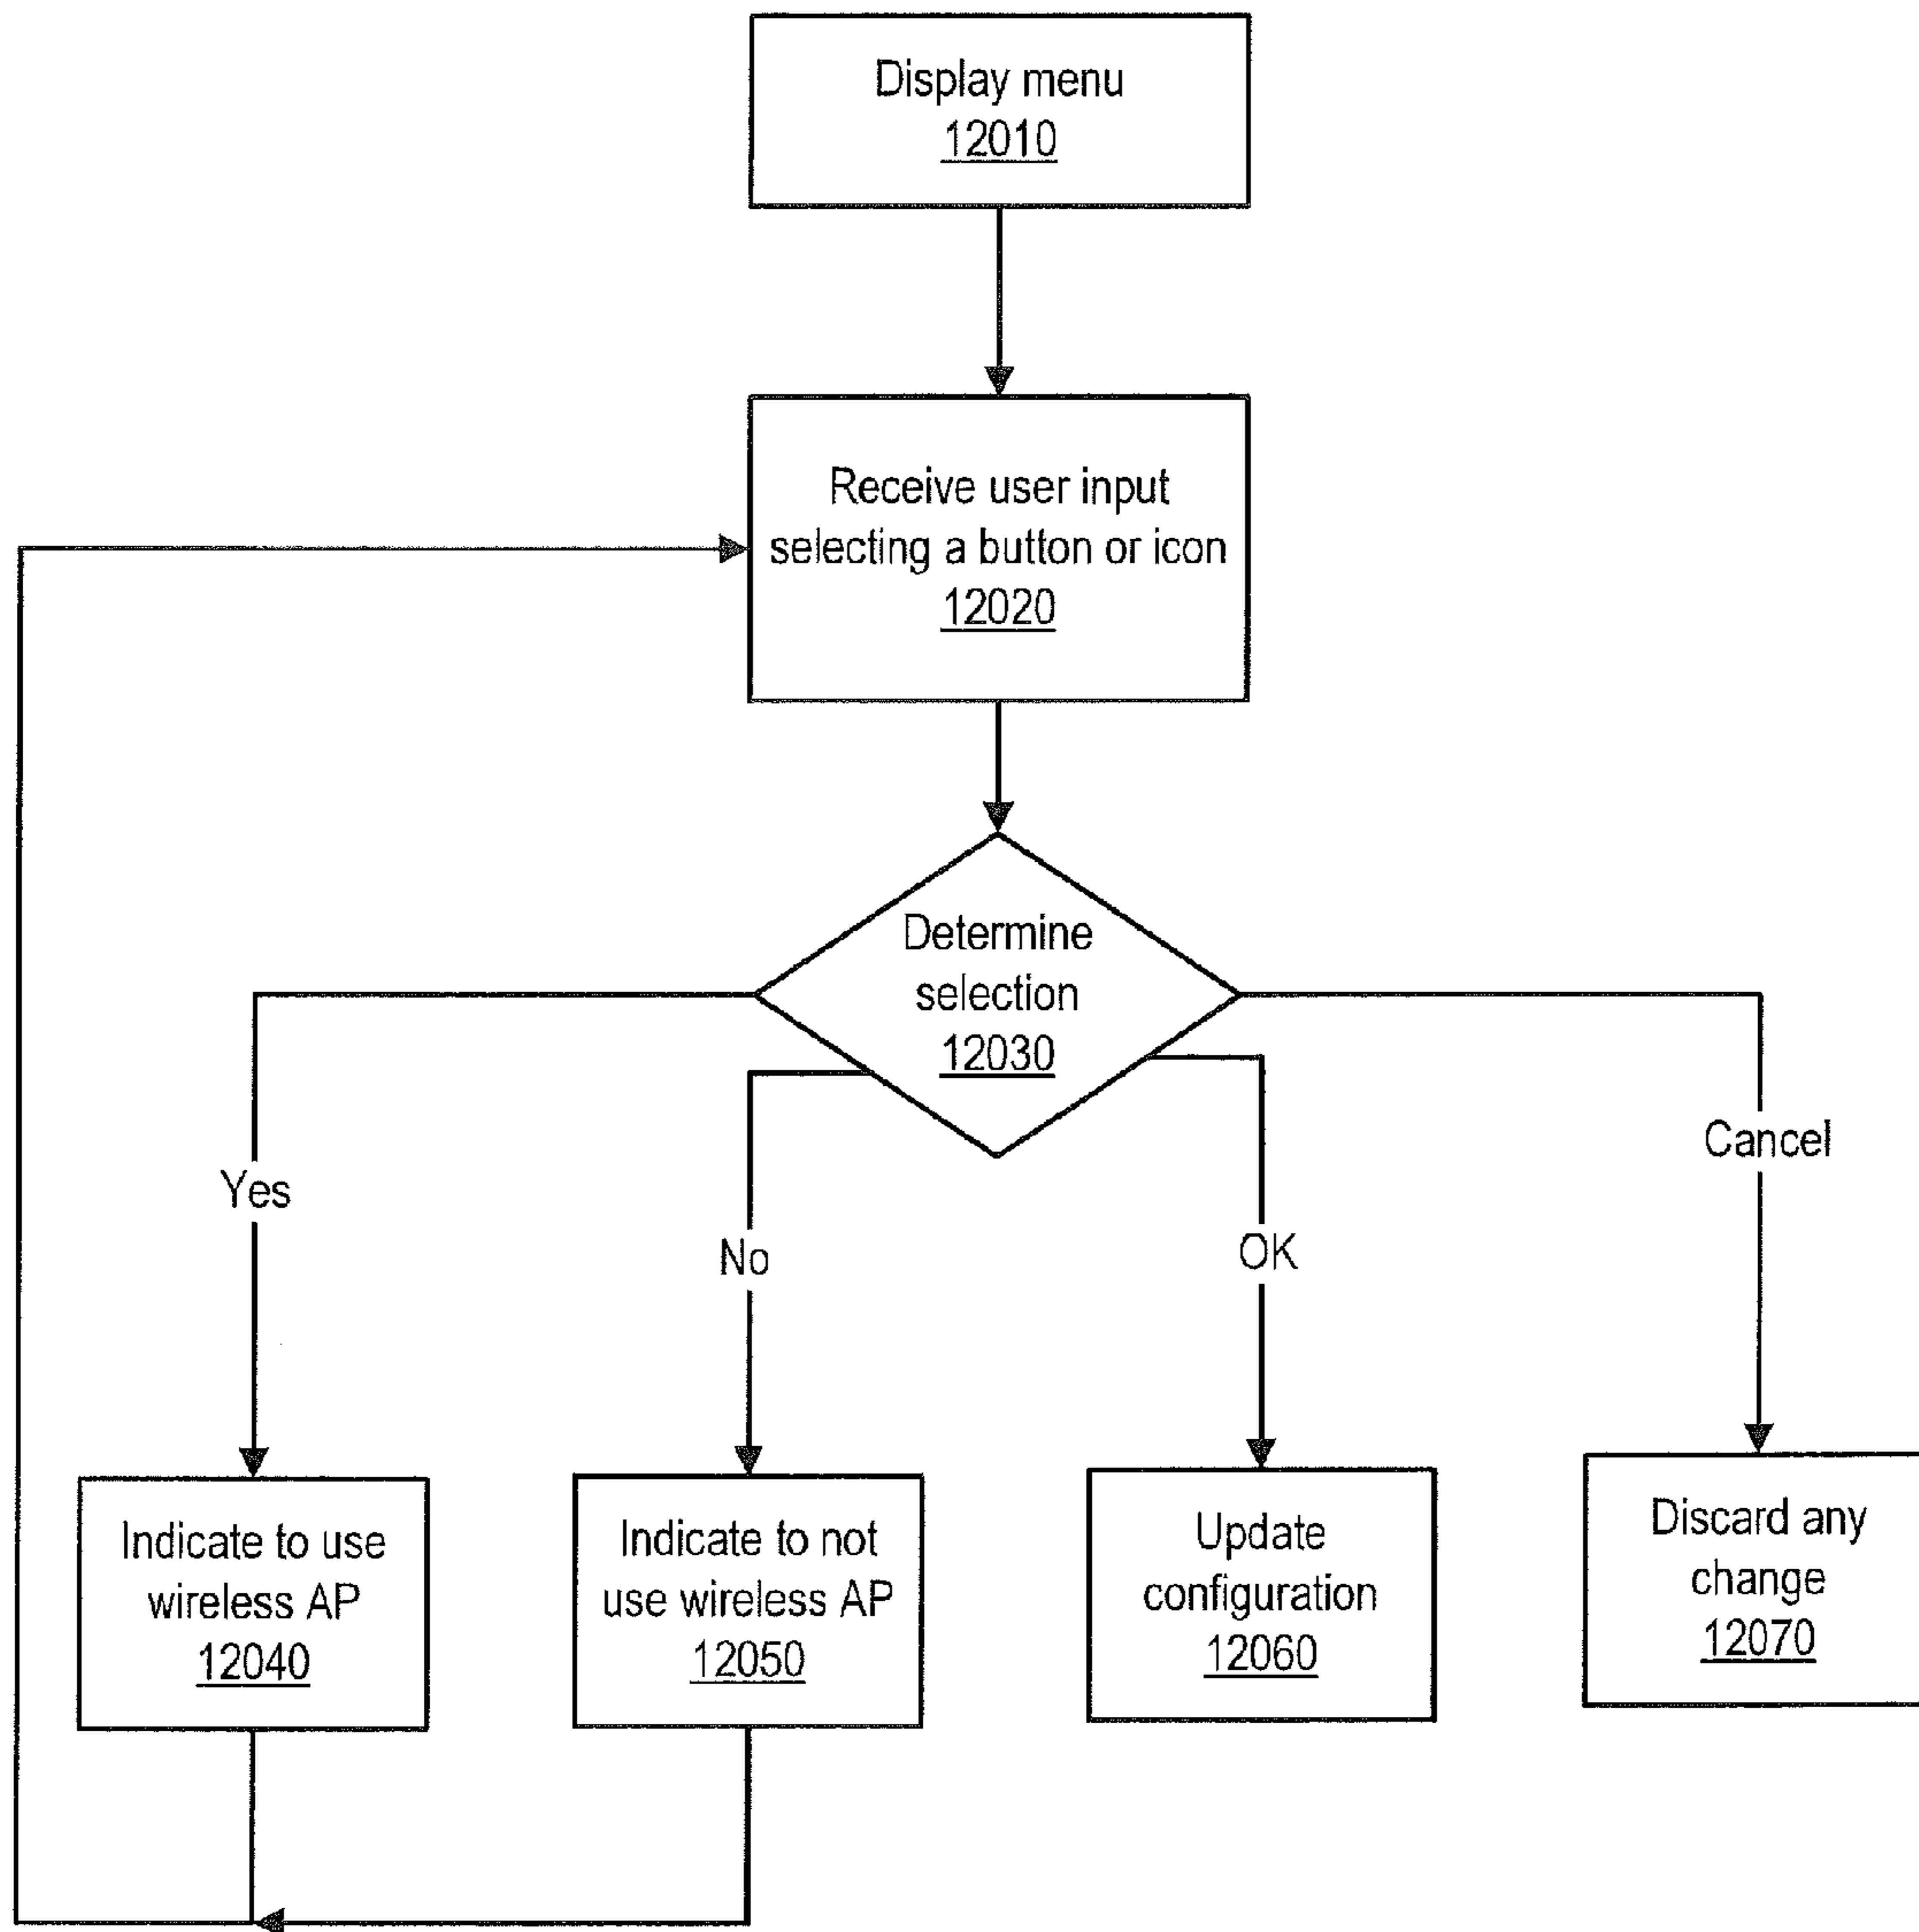 Display menu
12010
Receive user input
selecting a button or icon
12020
Determine
selection
12030
Yes
No
OK
Cancel
Indicate to use
wireless AP
12040
Indicate to not
use wireless AP
12050
Update
configuration
12060
Discard any
change
12070